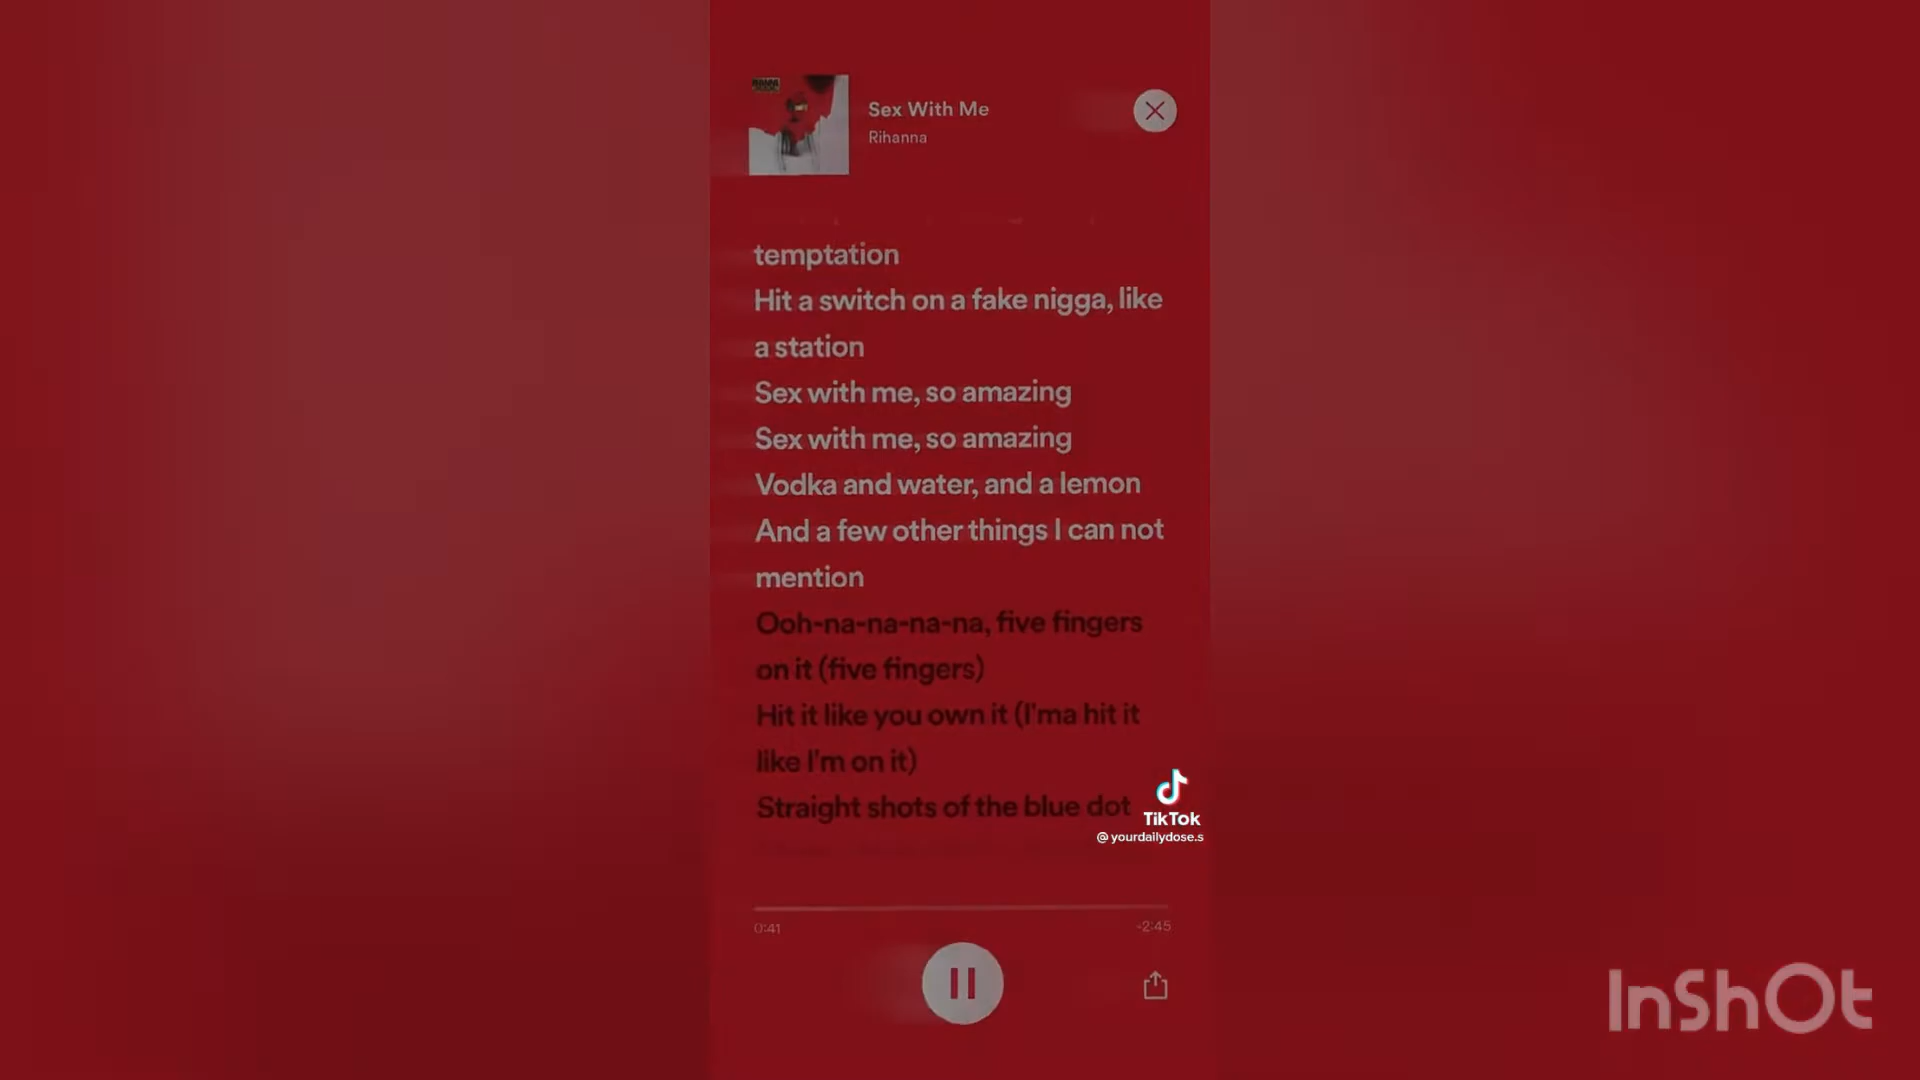 Sex With Me
Rihanna
temptation
Hit a switch on a fake nigga, like
a station
Sex with me, so amazing
Sex with me, so amazing
Vodka and water, and a lemon
And a few other things I can not
mention
Ooh-na-na-na-na, five fingers
on it (five fingers)
Hit it like you own it (I'ma hit it
like I'm on it)
Straight shots of the blue dot
TikTok
@yourdailydose.s
0:41
-2:45
InShOt